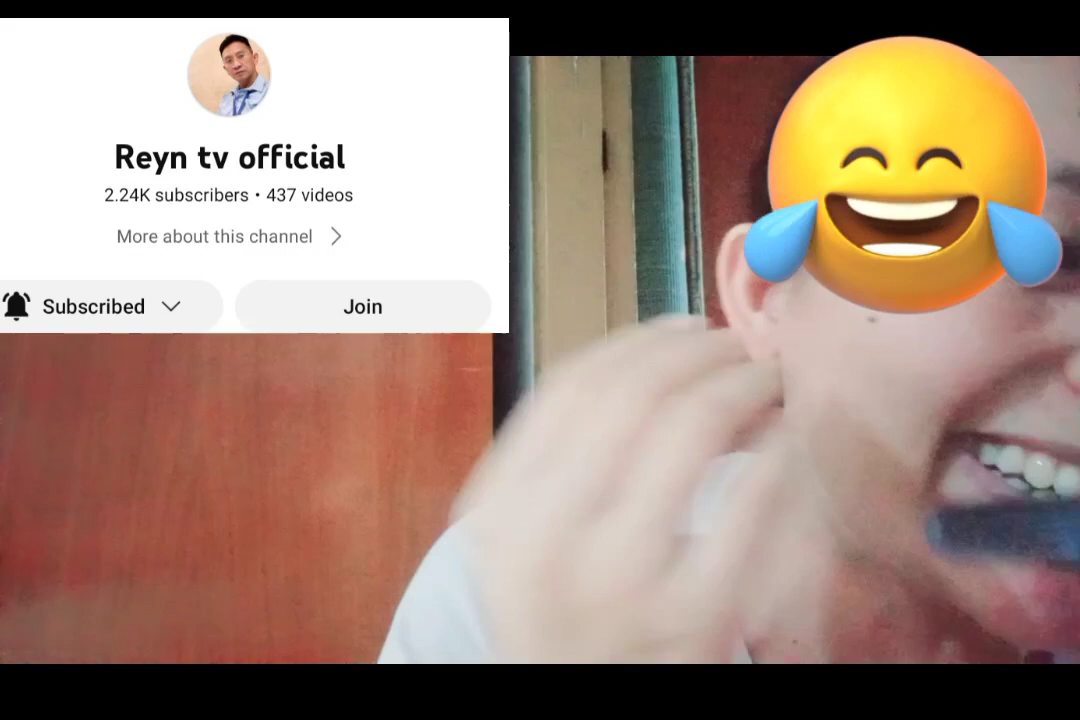 Reyn tv official
2.24K subscribers • 437 videos
More about this channel
Subscribed
Join